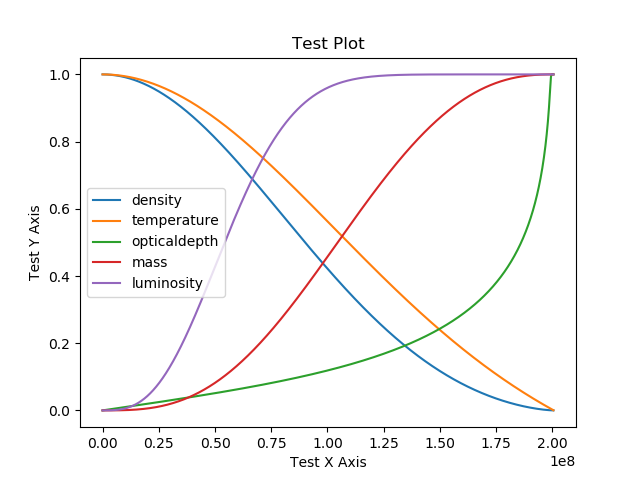 Test Plot
Test Y Axis
1.0
0.8
0.6
0.4
0.2
0.0
density
temperature
opticaldepth
mass
luminosity
0.00 0.25 0.50 0.75 1.00 1.25 1.50 1.75 2.00
1e8
Test X Axis